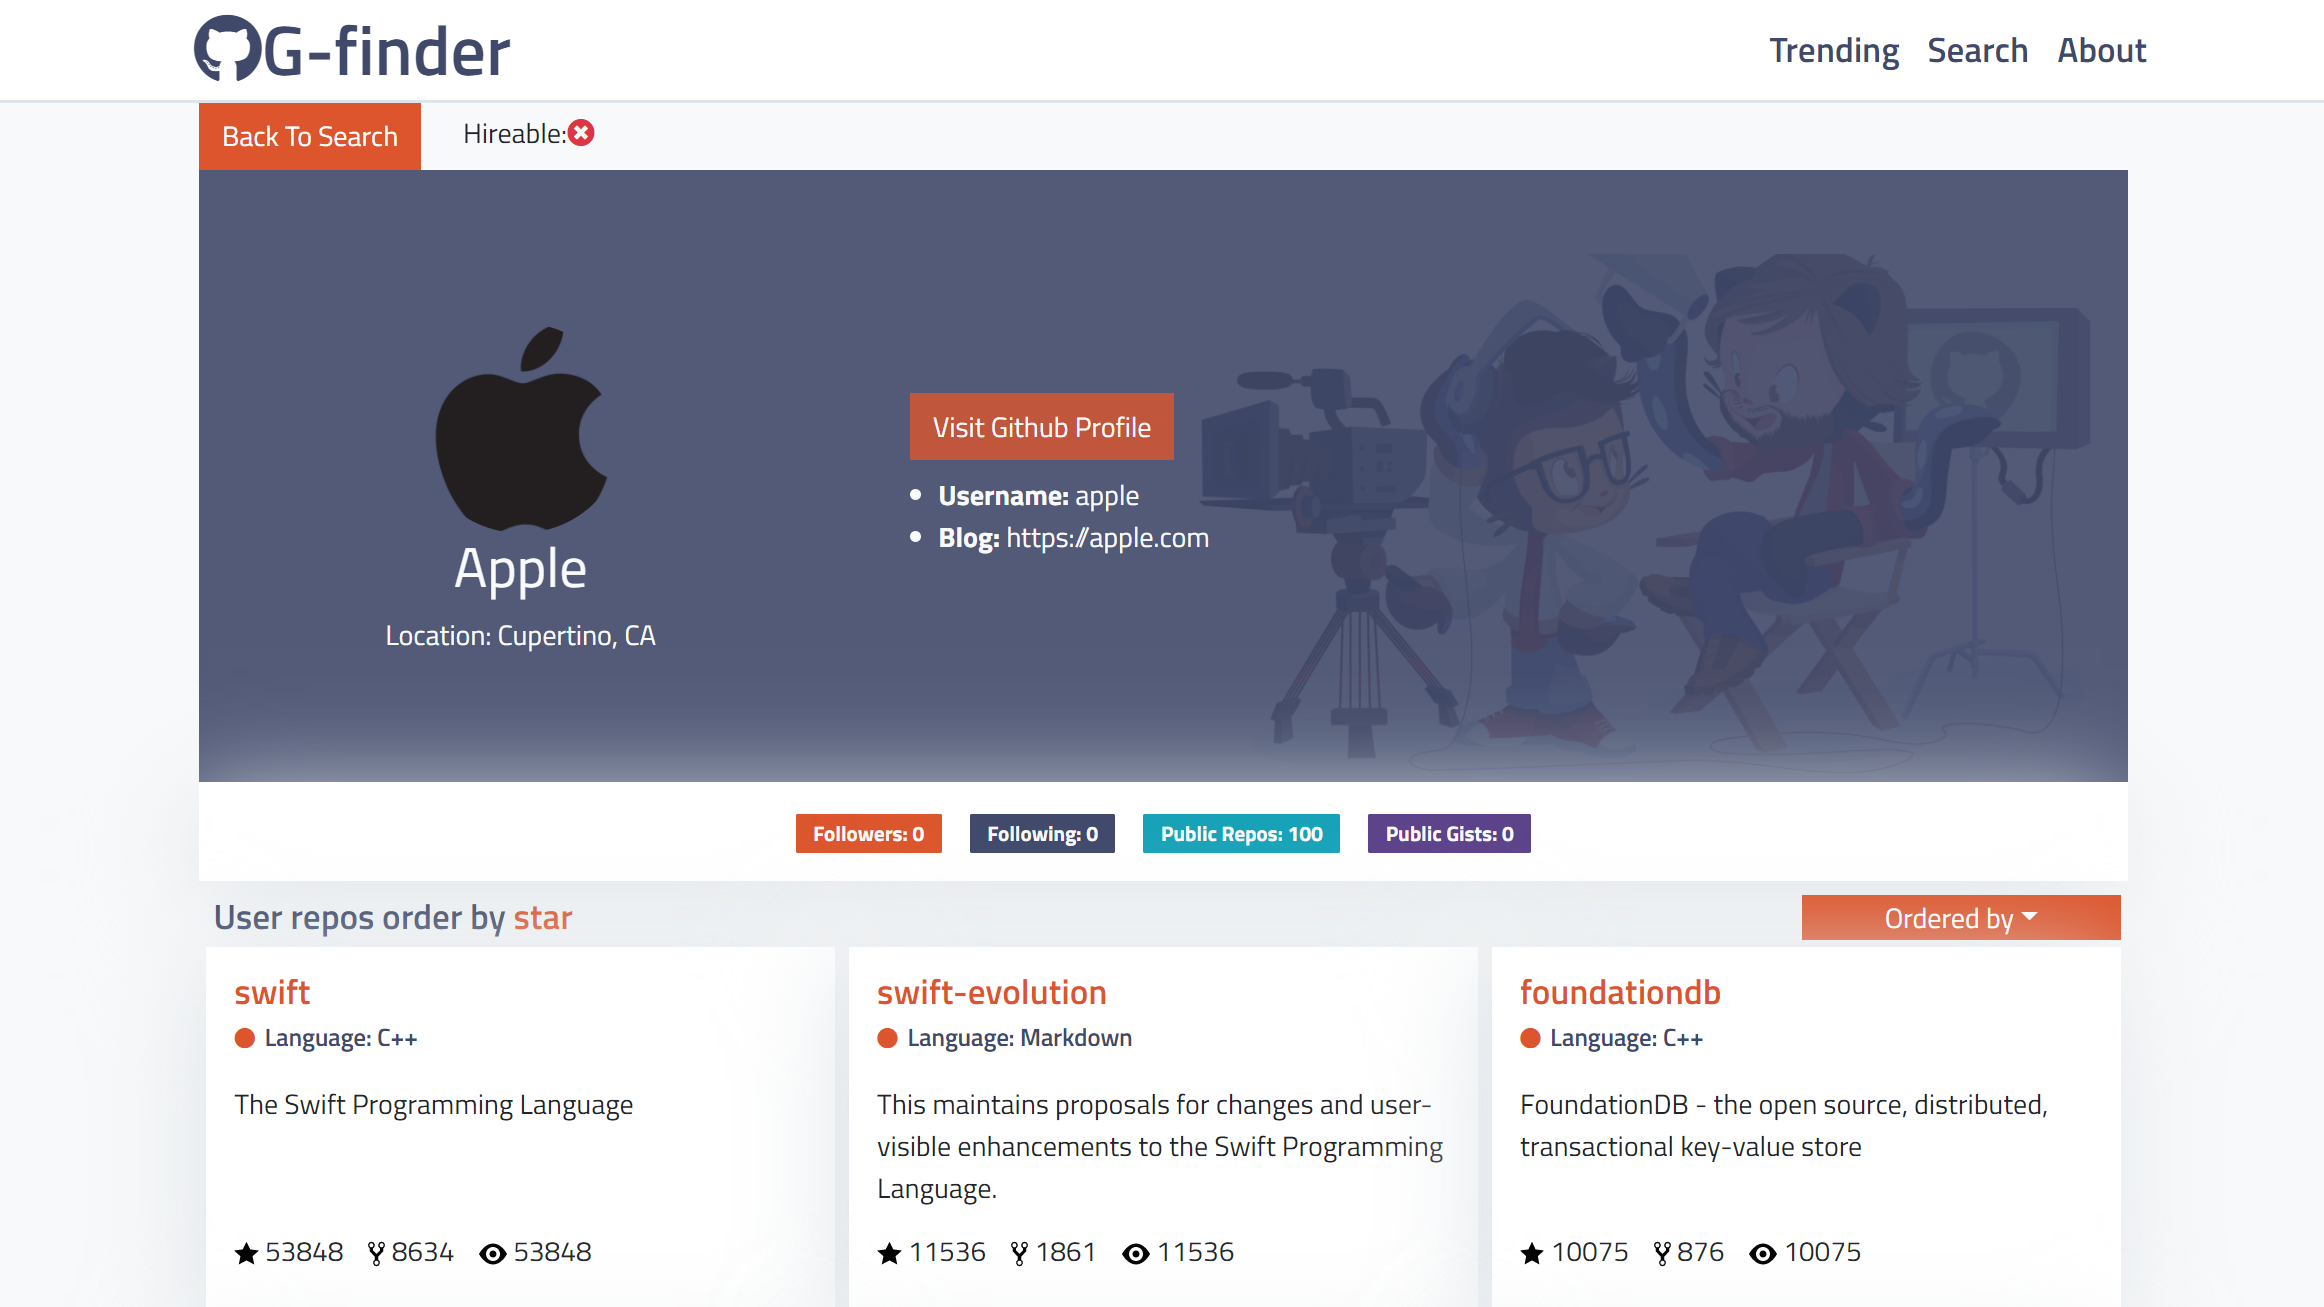 G-finder
Trending Search About
Back To Search Hireable:
Visit Github Profile
Username: apple
Blog: https://apple.com
Apple
Location: Cupertino, CA
Followers: 0 Following: 0 Public Repos: 100 Public Gists: 0
User repos order by star
Ordered by
swift
Language: C++
The Swift Programming Language
53848 8634 53848
swift-evolution
Language: Markdown
This maintains proposals for changes and user-
visible enhancements to the Swift Programming
Language.
11536 1861 11536
foundationdb
Language: C++
FoundationDB - the open source, distributed,
transactional key-value store
10075 876 10075